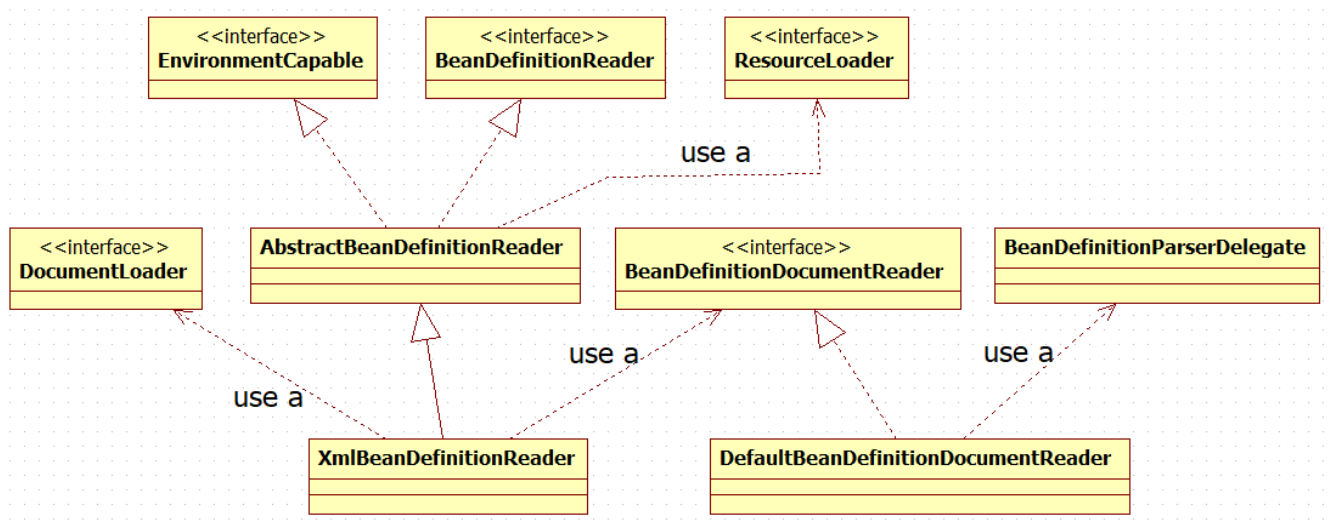 <<interface>>
EnvironmentCapable
<<interface>>
BeanDefinitionReader
<<interface>>
ResourceLoader
use a
<<interface>>
DocumentLoader
AbstractBeanDefinitionReader
<<interface>>
BeanDefinitionDocumentReader
BeanDefinitionParserDelegate
use a
use a
use a
XmlBeanDefinitionReader
DefaultBeanDefinitionDocumentReader